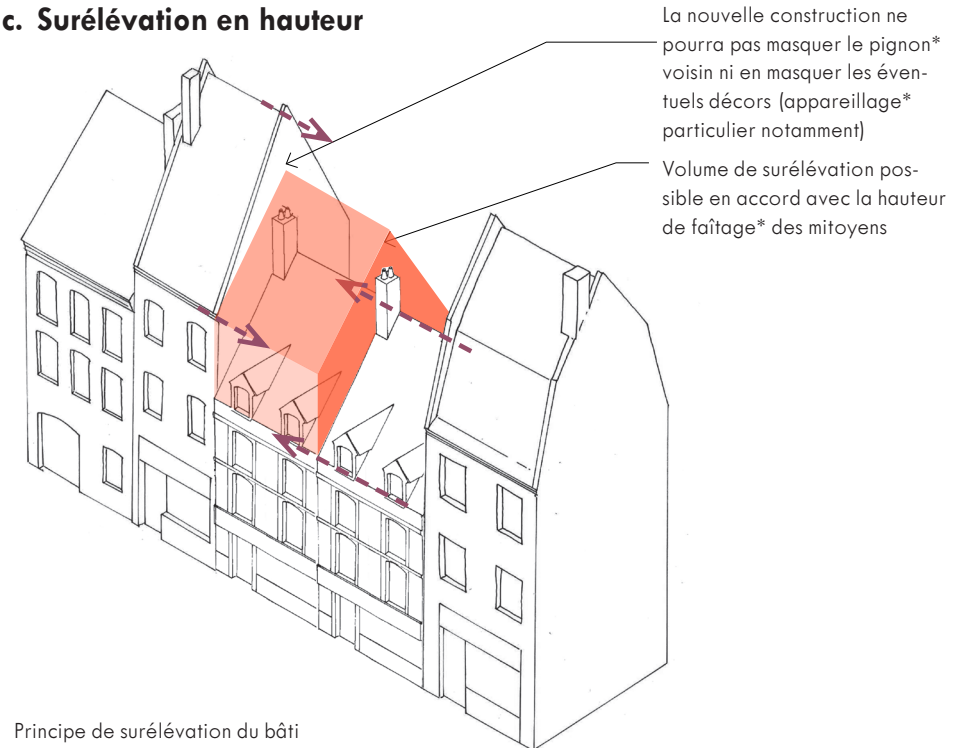 c. Surélévation en hauteur
La nouvelle construction ne
pourra pas masquer le pignon*
voisin ni en masquer les éven-
tuels décors (appareillage*
particulier notamment)
Volume de surélévation pos-
sible en accord avec la hauteur
de faîtage* des mitoyens
Principe de surélévation du bâti